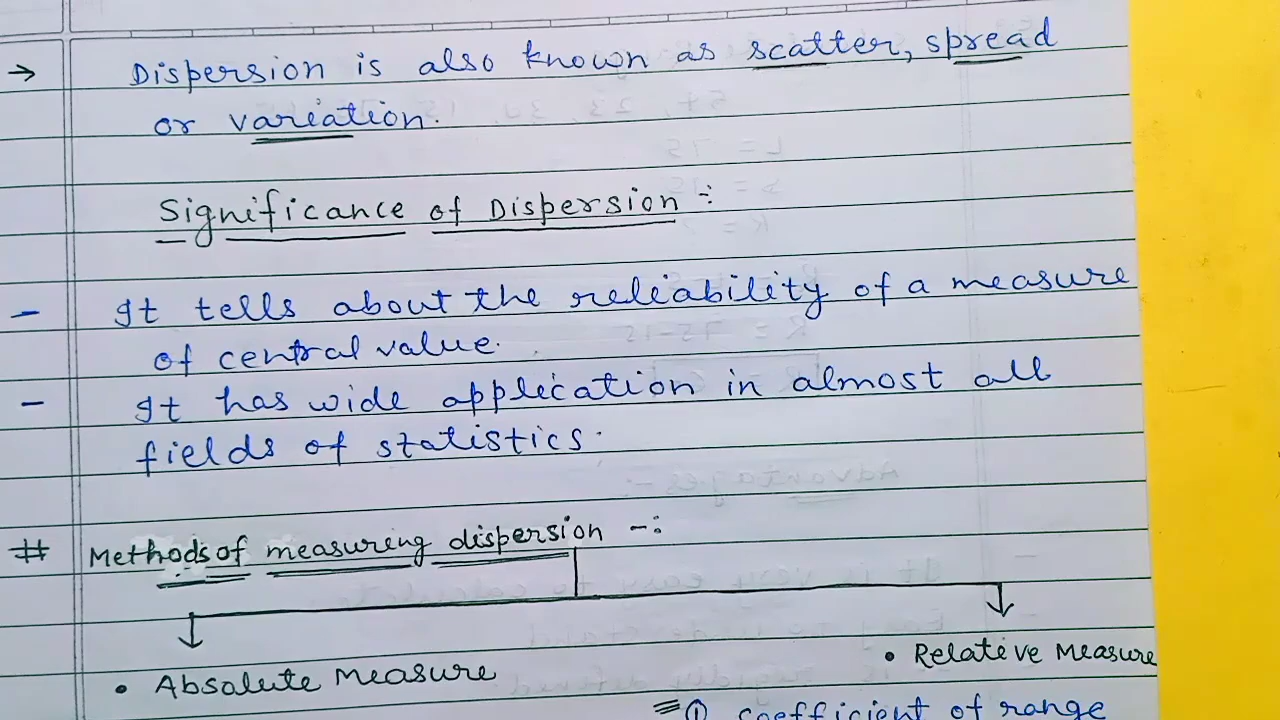 → Dispersion is also known as scatter, spread
or variation.
Significance of Dispersion -:
- It tells about the reliability of a measure
of central value.
- It has wide application in almost all
fields of statistics.
# Methods of measuring dispersion -:
• Absolute Measure
• Relative Measure
① coefficient of range